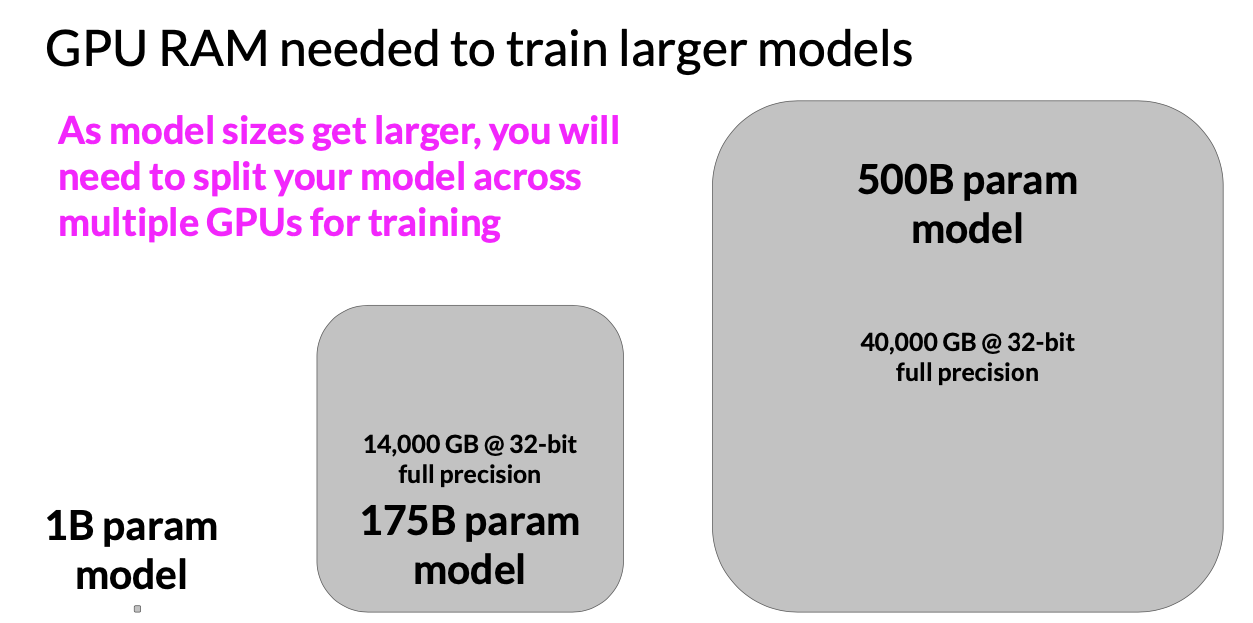 GPU RAM needed to train larger models
As model sizes get larger, you will
need to split your model across
multiple GPUs for training
1B param
model
14,000 GB @ 32-bit
full precision
175B param
model
500B param
model
40,000 GB @ 32-bit
full precision